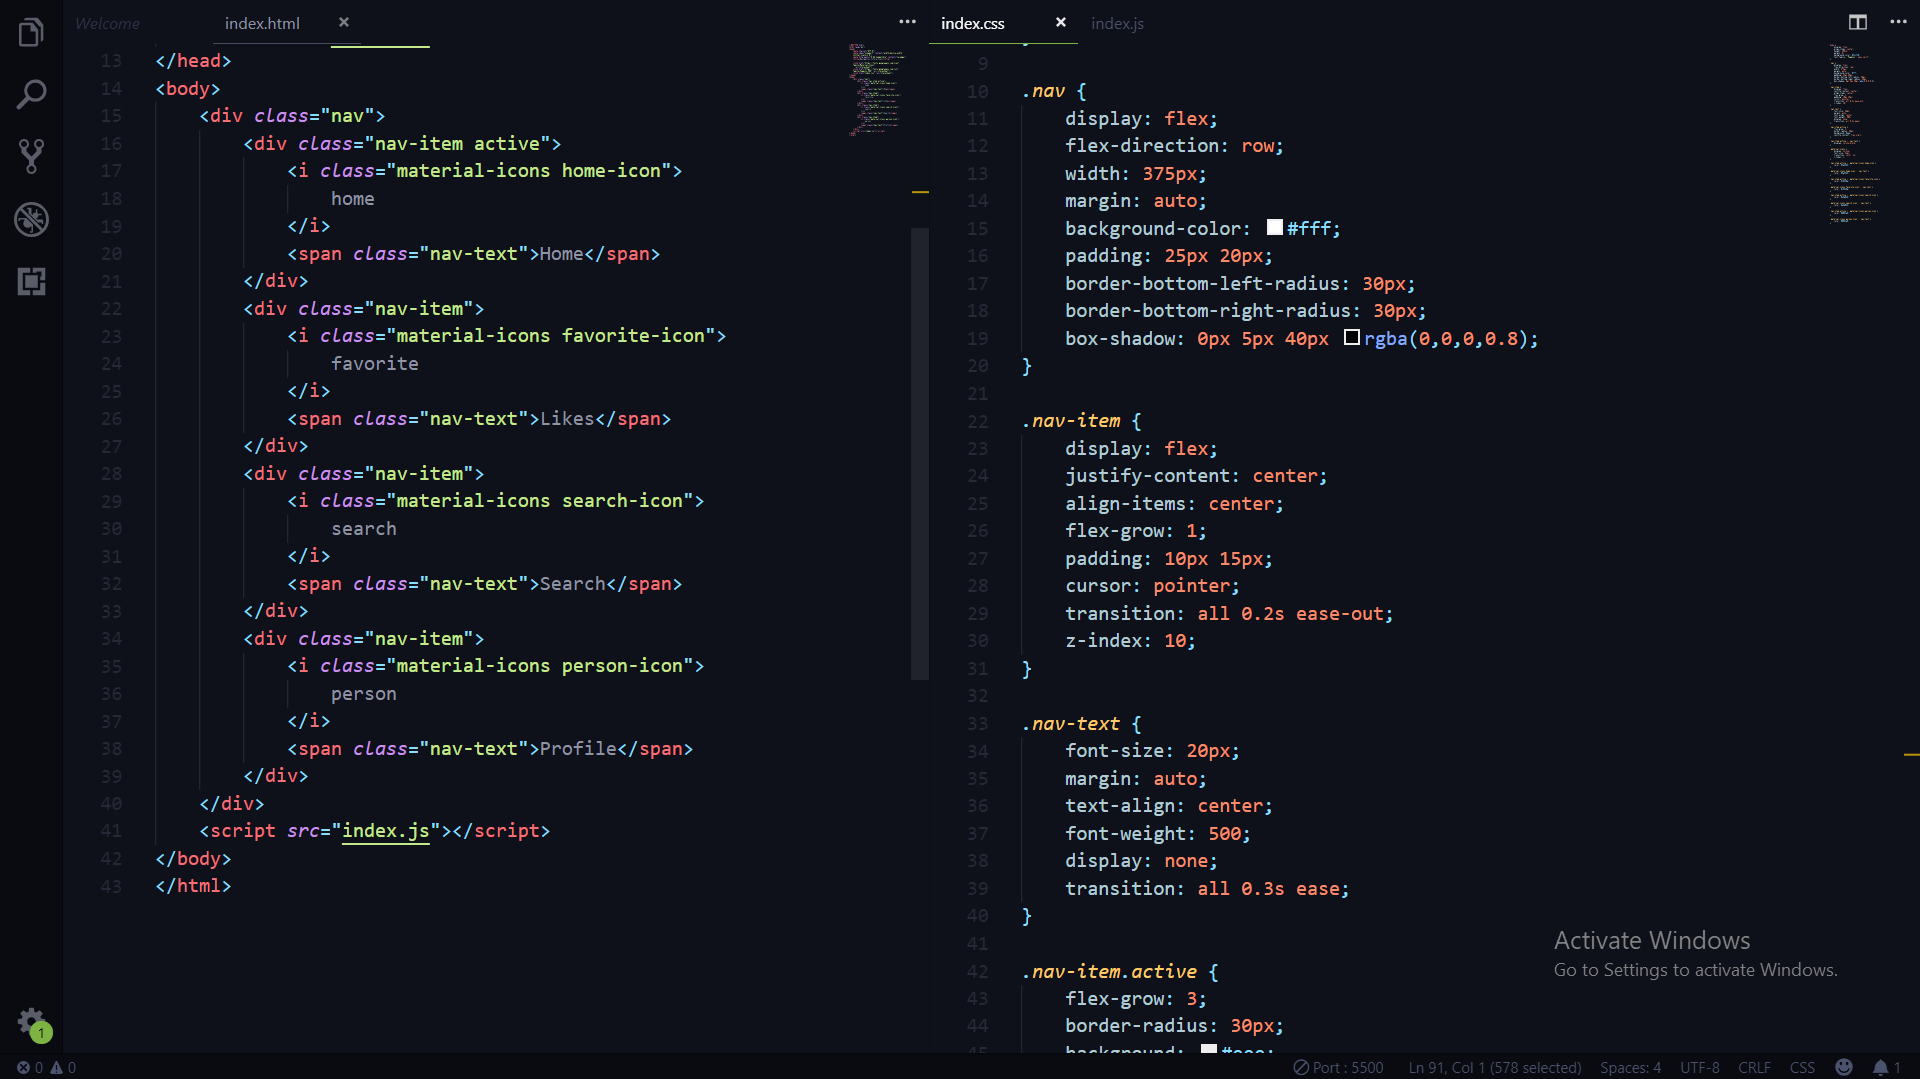 Welcome
index.html
13 </head>
14 <body>
15 <div class="nav">
16 <div class="nav-item active">
17 <i class="material-icons home-icon">
18 home
19 </i>
20 <span class="nav-text">Home</span>
21 </div>
22 <div class="nav-item">
23 <i class="material-icons favorite-icon">
24 favorite
25 </i>
26 <span class="nav-text">Likes</span>
27 </div>
28 <div class="nav-item">
29 <i class="material-icons search-icon">
30 search
31 </i>
32 <span class="nav-text">Search</span>
33 </div>
34 <div class="nav-item">
35 <i class="material-icons person-icon">
36 person
37 </i>
38 <span class="nav-text">Profile</span>
39 </div>
40 </div>
41 <script src="index.js"></script>
42 </body>
43 </html>
index.css
index.js
9
10 .nav {
11 display: flex;
12 flex-direction: row;
13 width: 375px;
14 margin: auto;
15 background-color: #fff;
16 padding: 25px 20px;
17 border-bottom-left-radius: 30px;
18 border-bottom-right-radius: 30px;
19 box-shadow: 0px 5px 40px rgba(0,0,0,0.8);
20 }
21
22 .nav-item {
23 display: flex;
24 justify-content: center;
25 align-items: center;
26 flex-grow: 1;
27 padding: 10px 15px;
28 cursor: pointer;
29 transition: all 0.2s ease-out;
30 z-index: 10;
31 }
32
33 .nav-text {
34 font-size: 20px;
35 margin: auto;
36 text-align: center;
37 font-weight: 500;
38 display: none;
39 transition: all 0.3s ease;
40 }
41
42 .nav-item.active {
43 flex-grow: 3;
44 border-radius: 30px;
45 background:
Activate Windows
Go to Settings to activate Windows.
1
0 0
Port : 5500
Ln 91, Col 1 (578 selected)
Spaces: 4
UTF-8
CRLF
CSS
1